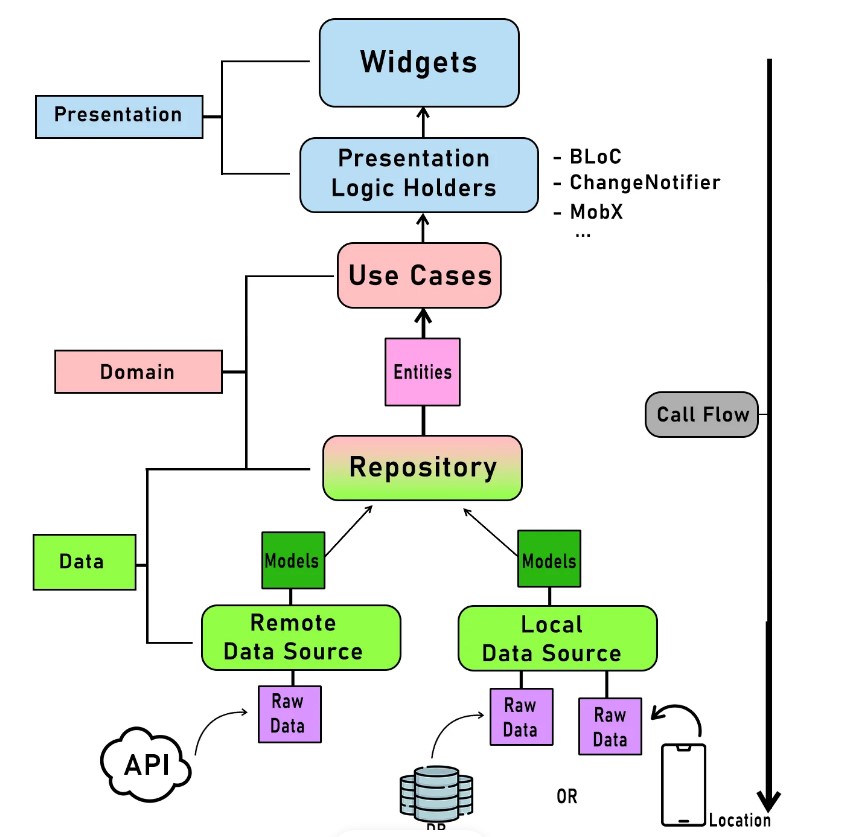 Widgets
Presentation
Presentation
Logic Holders
- BLoC
- ChangeNotifier
- MobX
...
Use Cases
Domain
Entities
Call Flow
Repository
Data
Models
Models
Remote
Data Source
Local
Data Source
Raw
Data
Raw
Data
Raw
Data
API
OR
DB
Location